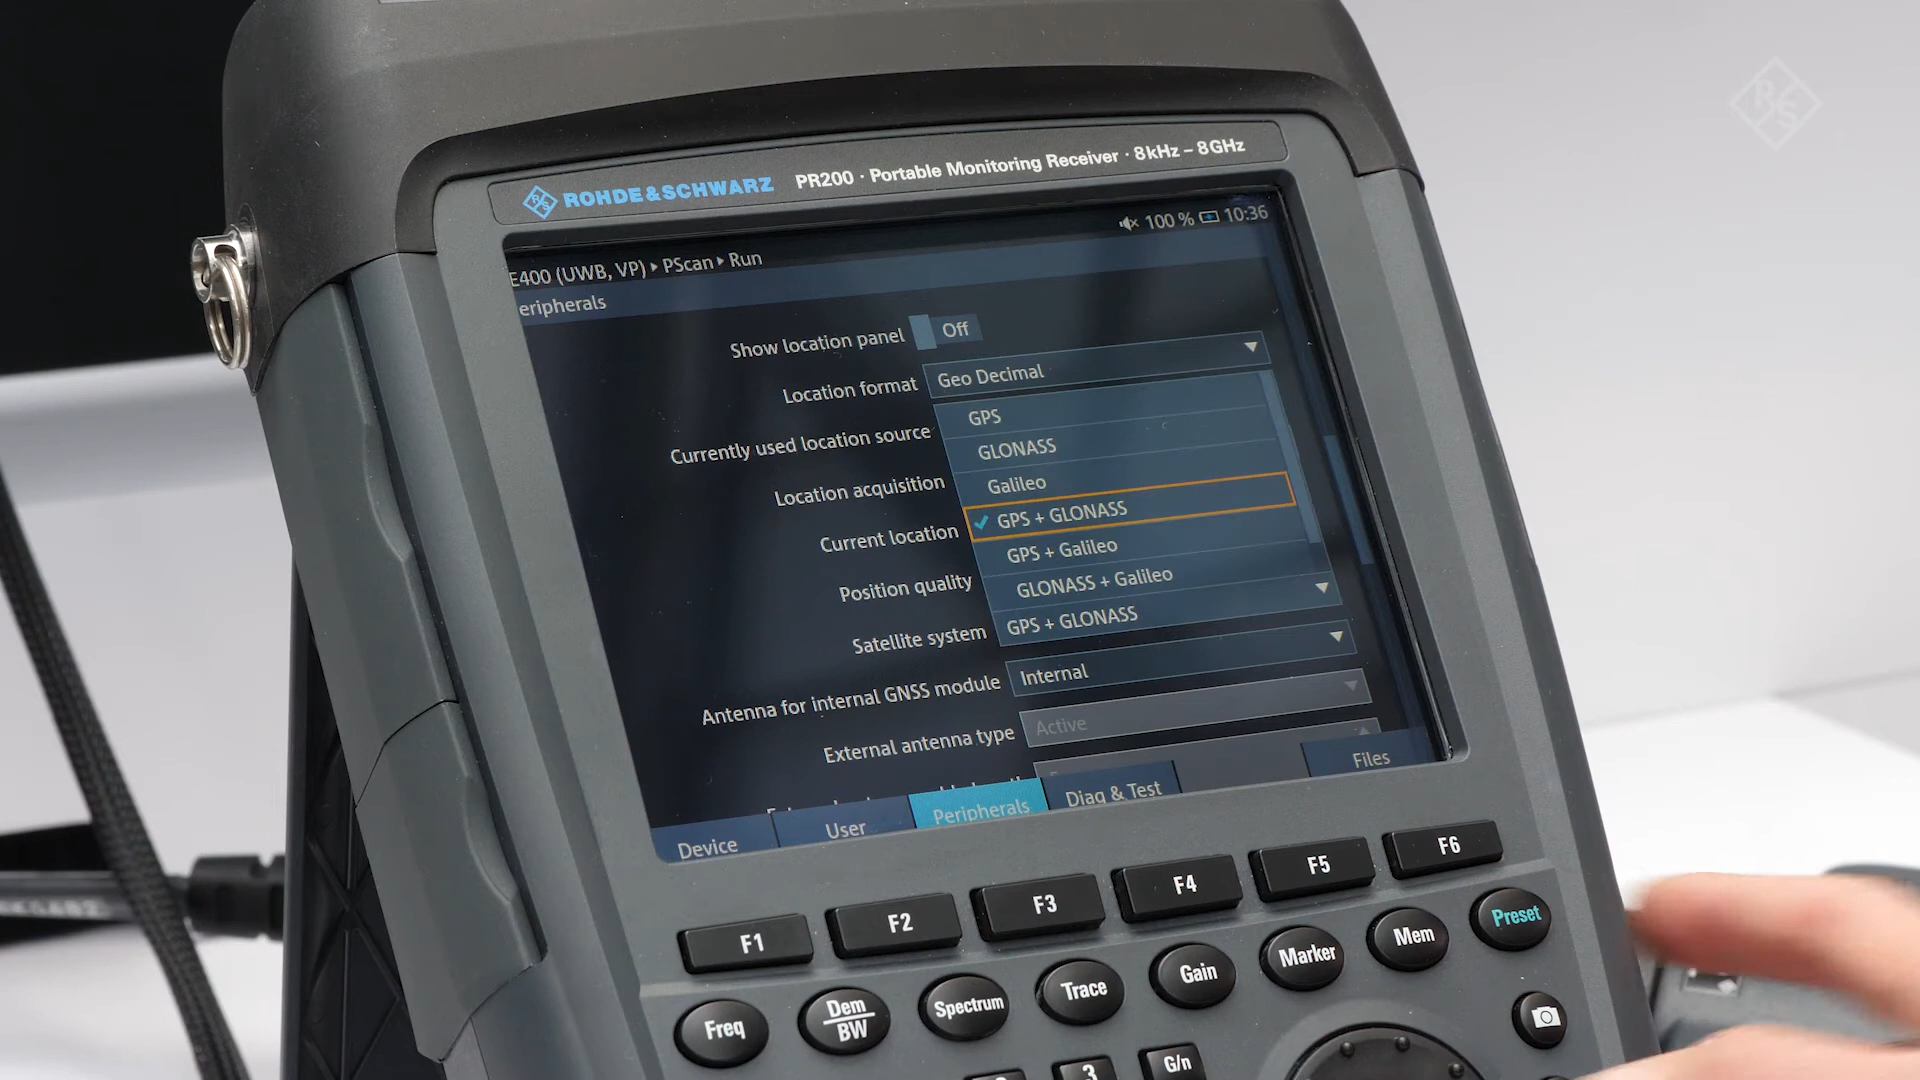 R S
ROHDE & SCHWARZ PR200 · Portable Monitoring Receiver · 8 kHz – 8 GHz
100 % 10:36
E400 (UWB, VP) ▸ PScan ▸ Run
eripherals
Show location panel Off
Location format Geo Decimal
Currently used location source
Location acquisition
Current location
Position quality
Satellite system GPS + GLONASS
GPS
GLONASS
Galileo
✓ GPS + GLONASS
GPS + Galileo
GLONASS + Galileo
Antenna for internal GNSS module Internal
External antenna type Active
Device User Peripherals Diag & Test Files
F1 F2 F3 F4 F5 F6
Freq Dem BW Spectrum Trace Gain Marker Mem Preset
3 G/n